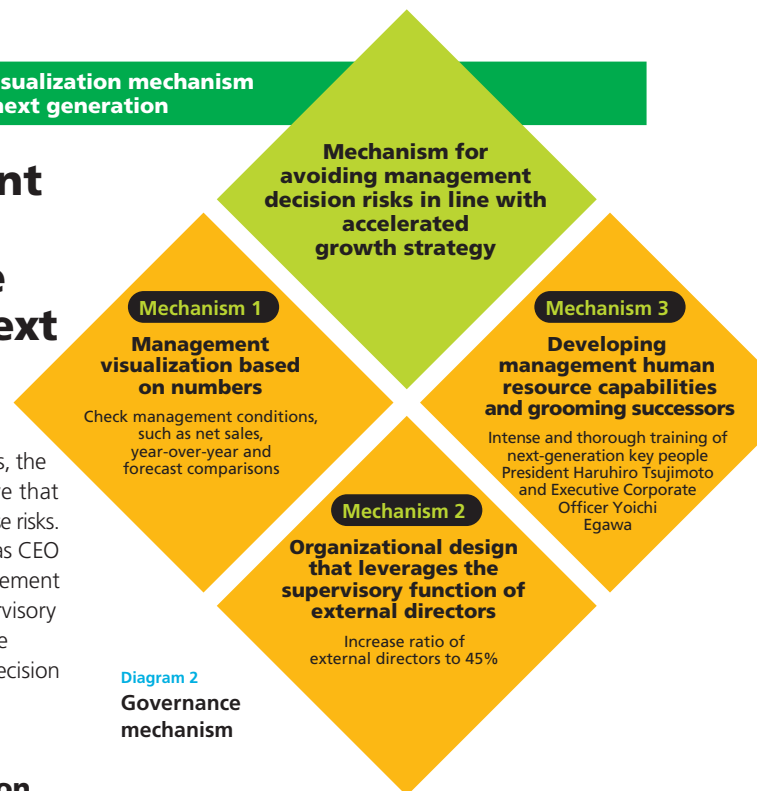 sualization mechanism
next generation
nt
e
ext
s, the
e that
se risks.
as CEO
ement
rvisory
e
ecision
on
Mechanism for
avoiding management
decision risks in line with
accelerated
growth strategy
Mechanism 1
Management
visualization based
on numbers
Check management conditions,
such as net sales,
year-over-year and
forecast comparisons
Mechanism 2
Organizational design
that leverages the
supervisory function of
external directors
Increase ratio of
external directors to 45%
Mechanism 3
Developing
management human
resource capabilities
and grooming successors
Intense and thorough training of
next-generation key people
President Haruhiro Tsujimoto
and Executive Corporate
Officer Yoichi
Egawa
Diagram 2
Governance
mechanism